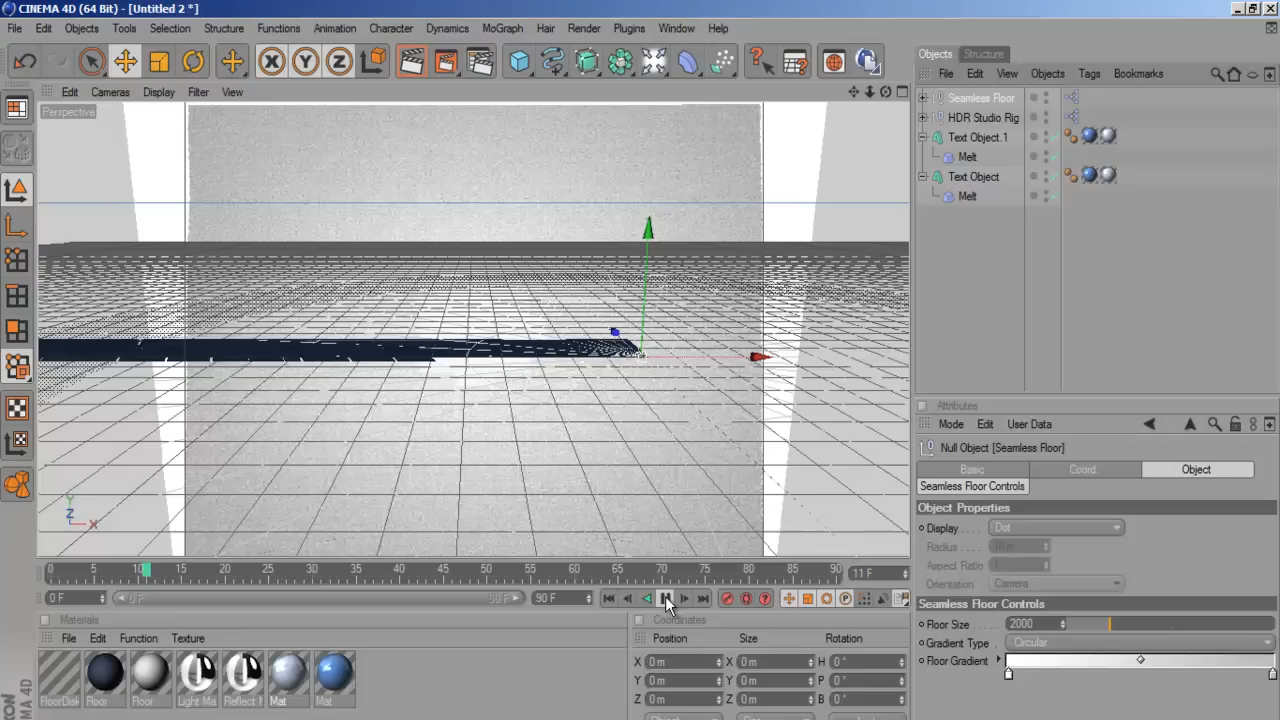 CINEMA 4D (64 Bit) - [Untitled 2 *]
File Edit Objects Tools Selection Structure Functions Animation Character Dynamics MoGraph Hair Render Plugins Window Help
Objects Structure
File Edit View Objects Tags Bookmarks
Edit Cameras Display Filter View
Perspective
Seamless Floor
HDR Studio Rig
Text Object.1
Melt
Text Object
Melt
Y
Z
X
Attributes
Mode Edit User Data
Null Object [Seamless Floor]
Basic Coord. Object
Seamless Floor Controls
Object Properties
Display Dot
Radius
Aspect Ratio 1
Orientation Camera
Seamless Floor Controls
Floor Size 2000
Gradient Type Circular
Floor Gradient
0 5 10 15 20 25 30 35 40 45 50 55 60 65 70 75 80 85 90 11 F
0 F 0 F 90 F 90 F
Materials
File Edit Function Texture
FloorDisk Floor Floor Light Ma Reflect M Mat Mat
Coordinates
Position Size Rotation
X 0 m X 0 m H 0 °
Y 0 m Y 0 m P 0 °
Z 0 m Z 0 m B 0 °